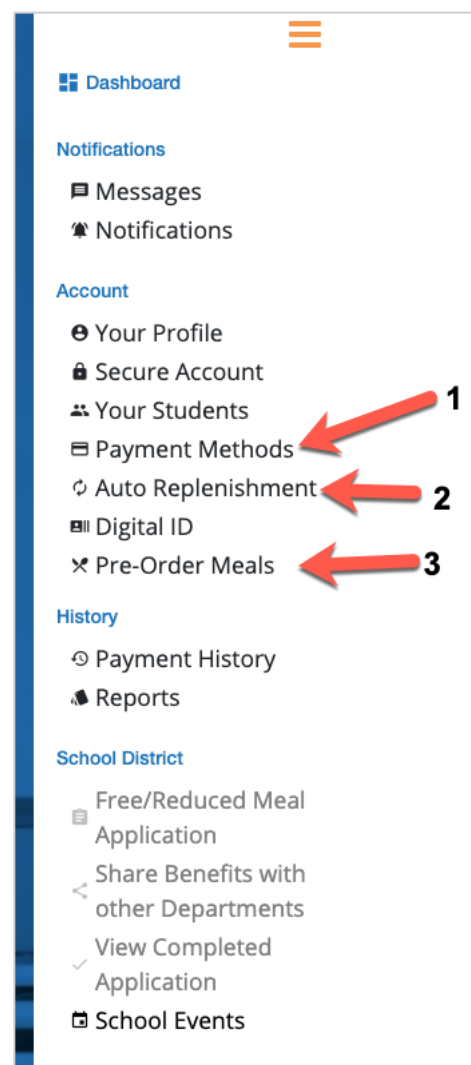 Dashboard
Notifications
Messages
Notifications
Account
Your Profile
Secure Account
Your Students
Payment Methods
1
Auto Replenishment
2
Digital ID
Pre-Order Meals
3
History
Payment History
Reports
School District
Free/Reduced Meal
Application
Share Benefits with
other Departments
View Completed
Application
School Events